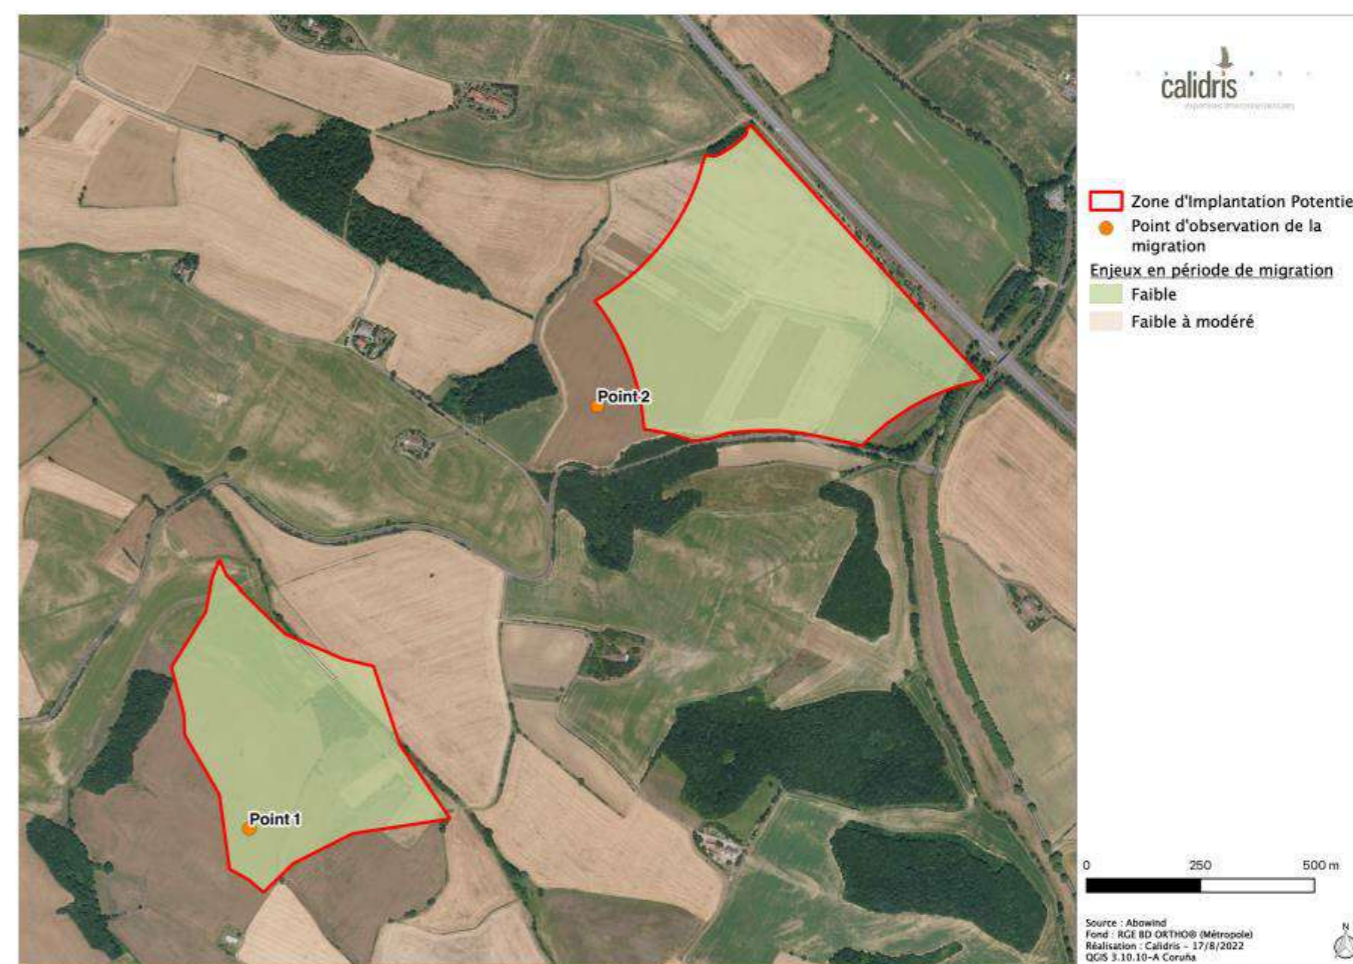 calidris
expertises environnementales
Zone d'Implantation Potentie
Point d'observation de la
migration
Enjeux en période de migration
Faible
Faible à modéré
Point 2
Point 1
0 250 500 m
Source : Abowind
Fond : RGE BD ORTHO® (Métropole)
Réalisation : Calidris - 17/8/2022
QGIS 3.10.10-A Coruña
N